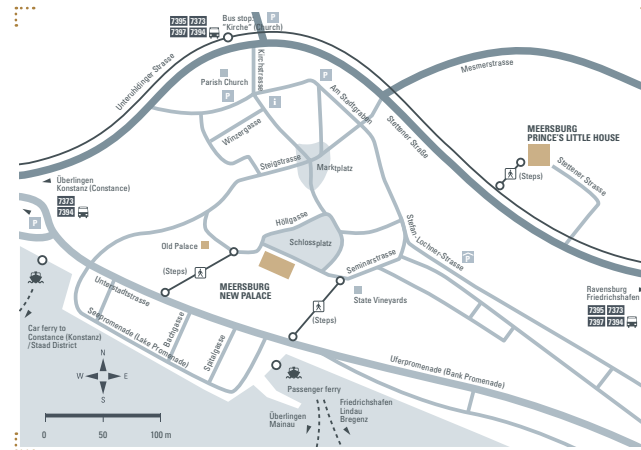 7395 7373
7397 7394
Bus stop:
"Kirche" (Church)
P
Kirchstrasse
Unteruhldinger Strasse
Parish Church
P
i
P
Am Stadtgraben
Mesmerstrasse
Stettener Straße
Winzergasse
Steigstrasse
Marktplatz
MEERSBURG
PRINCE'S LITTLE HOUSE
(Steps)
Stettener Strasse
Überlingen
Konstanz (Constance)
7373
7394
P
Höllgasse
Schlossplatz
Old Palace
(Steps)
MEERSBURG
NEW PALACE
Seminarstrasse
Stefan-Lochner-Strasse
P
State Vineyards
(Steps)
Ravensburg
Friedrichshafen
7395 7373
7397 7394
Unterstadtstrasse
Seepromenade (Lake Promenade)
Bachgasse
Spitalgasse
Car ferry to
Constance (Konstanz)
/Staad District
N
W E
S
Uferpromenade (Bank Promenade)
Passenger ferry
Überlingen
Mainau
Friedrichshafen
Lindau
Bregenz
0 50 100 m